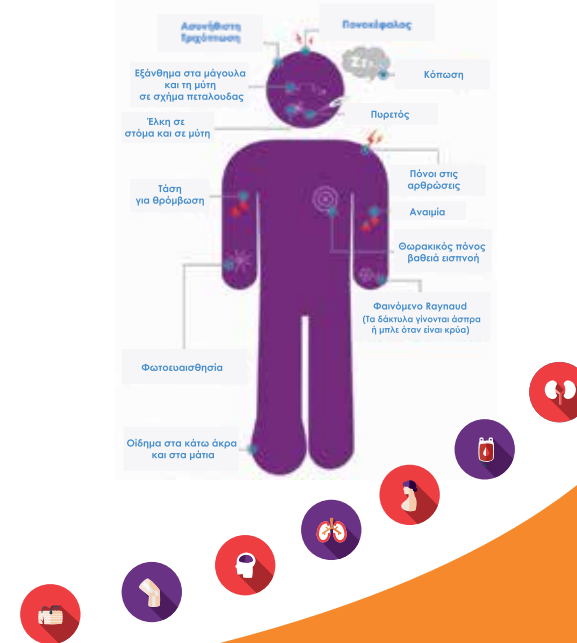 Ασυνήθιστη
Τριχόπτωση
Πονοκέφαλος
Εξάνθημα στα μάγουλα
και τη μύτη
σε σχήμα πεταλουδας
Κόπωση
Έλκη σε
στόμα και σε μύτη
Πυρετός
Τάση
για θρόμβωση
Πόνοι στις
αρθρώσεις
Αναιμία
Θωρακικός πόνος
βαθειά εισπνοή
Φαινόμενο Raynaud
(Τα δάκτυλα γίνονται άσπρα
ή μπλε όταν είναι κρύα)
Φωτοευαισθησία
Οίδημα στα κάτω άκρα
και στα μάτια